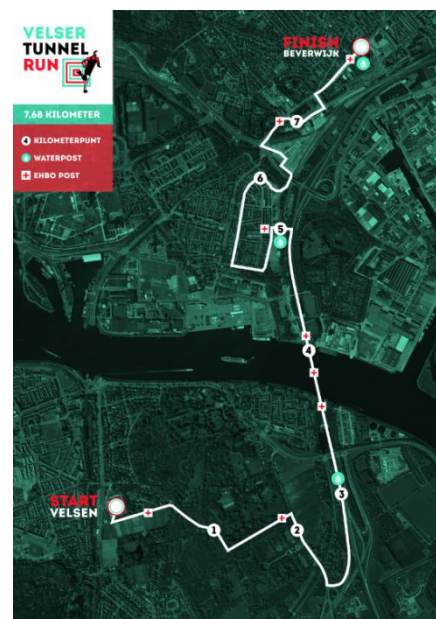 VELSER
TUNNEL
RUN
7,68 KILOMETER
4 KILOMETERPUNT
WATERPOST
EHBO POST
FINISH
BEVERWIJK
7
6
5
4
3
START
VELSEN
1
2